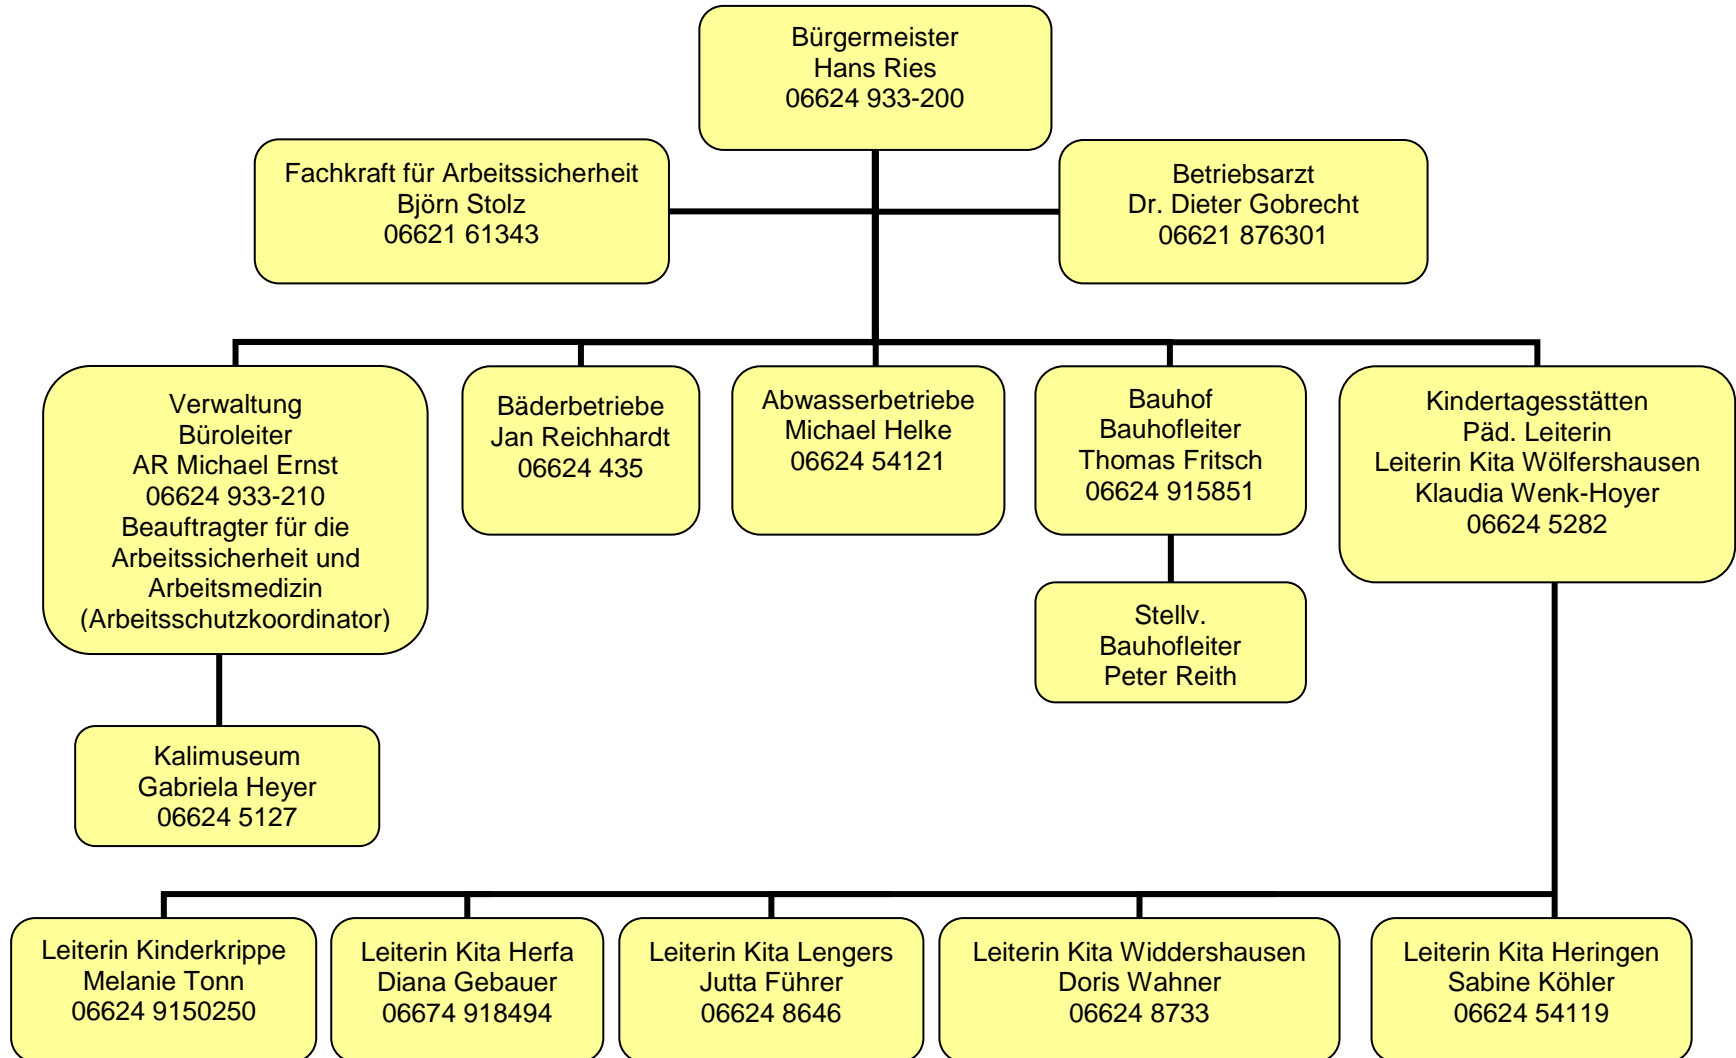 Bürgermeister
Hans Ries
06624 933-200
Fachkraft für Arbeitssicherheit
Björn Stolz
06621 61343
Betriebsarzt
Dr. Dieter Gobrecht
06621 876301
Verwaltung
Büroleiter
AR Michael Ernst
06624 933-210
Beauftragter für die
Arbeitssicherheit und
Arbeitsmedizin
(Arbeitsschutzkoordinator)
Bäderbetriebe
Jan Reichhardt
06624 435
Abwasserbetriebe
Michael Helke
06624 54121
Bauhof
Bauhofleiter
Thomas Fritsch
06624 915851
Kindertagesstätten
Päd. Leiterin
Leiterin Kita Wölfershausen
Klaudia Wenk-Hoyer
06624 5282
Stellv.
Bauhofleiter
Peter Reith
Kalimuseum
Gabriela Heyer
06624 5127
Leiterin Kinderkrippe
Melanie Tonn
06624 9150250
Leiterin Kita Herfa
Diana Gebauer
06674 918494
Leiterin Kita Lengers
Jutta Führer
06624 8646
Leiterin Kita Widdershausen
Doris Wahner
06624 8733
Leiterin Kita Heringen
Sabine Köhler
06624 54119